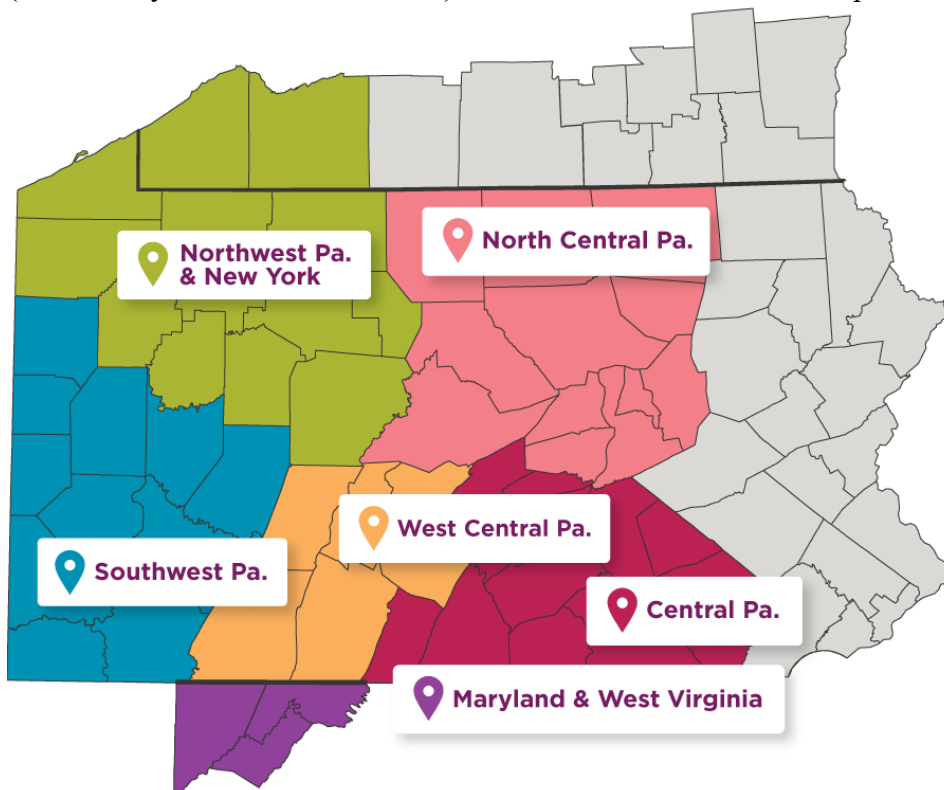 Northwest Pa.
& New York
North Central Pa.
West Central Pa.
Southwest Pa.
Central Pa.
Maryland & West Virginia